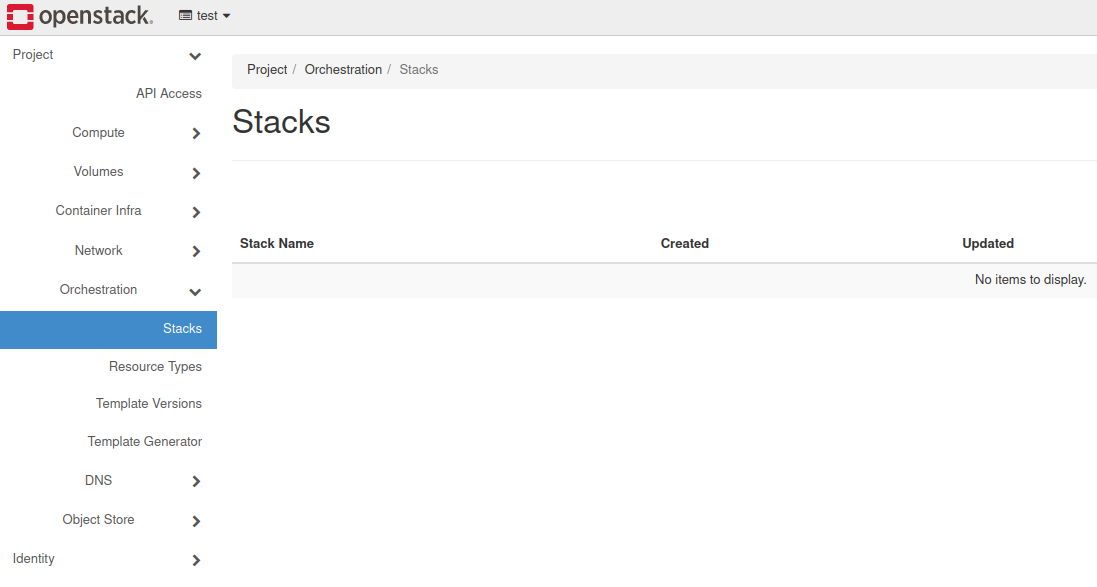 openstack. test
Project
API Access
Compute
Volumes
Container Infra
Network
Orchestration
Stacks
Resource Types
Template Versions
Template Generator
DNS
Object Store
Identity
Project / Orchestration / Stacks
Stacks
Stack Name Created Updated
No items to display.